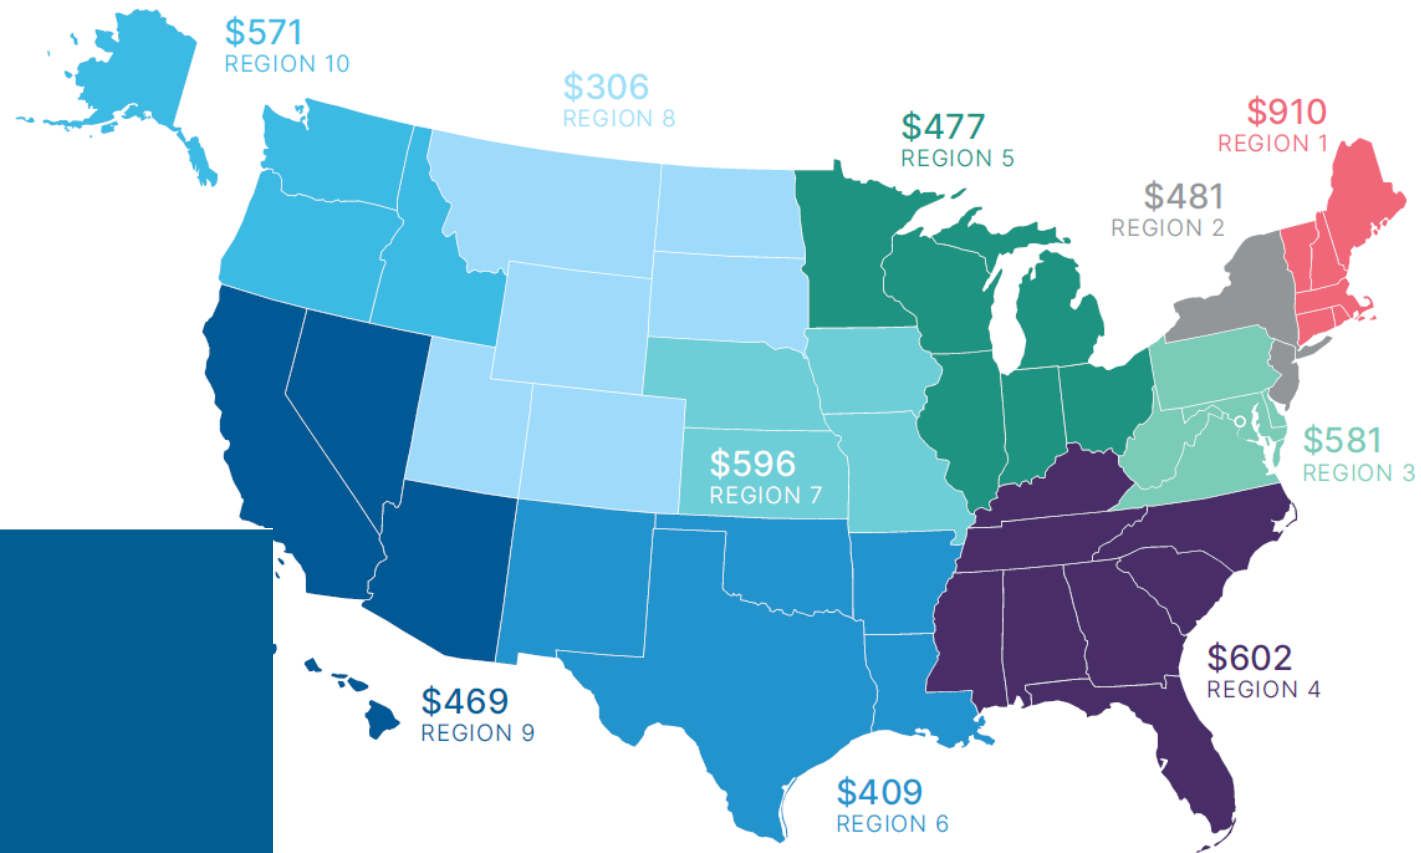 $571
REGION 10
$306
REGION 8
$477
REGION 5
$910
REGION 1
$481
REGION 2
$581
REGION 3
$596
REGION 7
$602
REGION 4
$469
REGION 9
$409
REGION 6